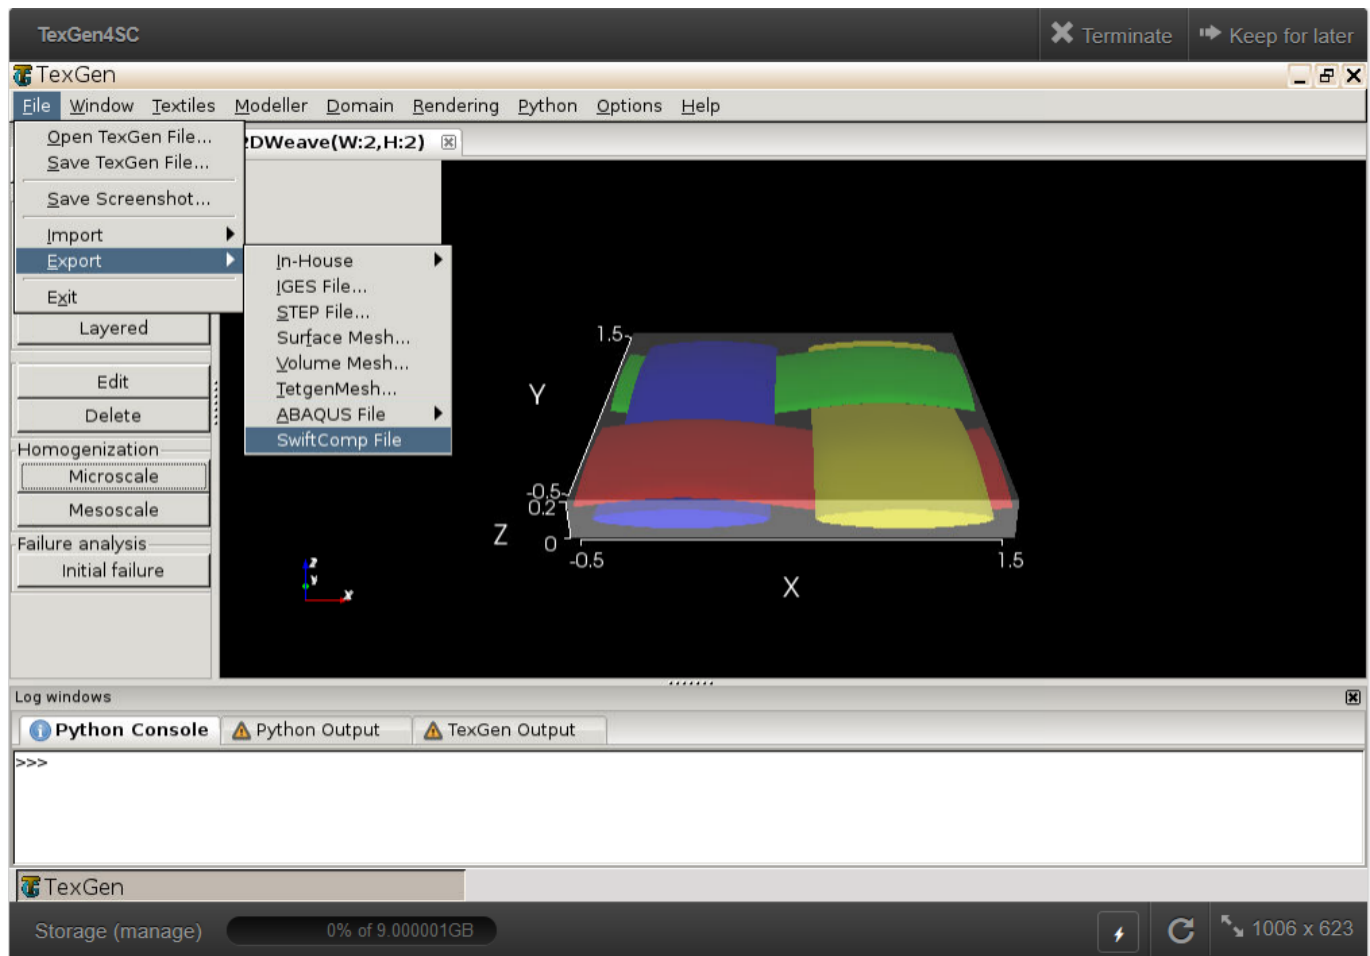 TexGen4SC
Terminate
Keep for later
TexGen
File Window Textiles Modeller Domain Rendering Python Options Help
Open TexGen File...
2DWeave(W:2,H:2)
Save TexGen File...
Save Screenshot...
Import
Export
Exit
In-House
IGES File...
STEP File...
Surface Mesh...
Volume Mesh...
TetgenMesh...
ABAQUS File
SwiftComp File
Layered
Edit
Delete
Homogenization
Microscale
Mesoscale
Failure analysis
Initial failure
1.5
Y
-0.5
0.2
Z
0
-0.5
1.5
X
z
y
x
Log windows
Python Console
Python Output
TexGen Output
>>>
TexGen
Storage (manage)
0% of 9.000001GB
1006 x 623